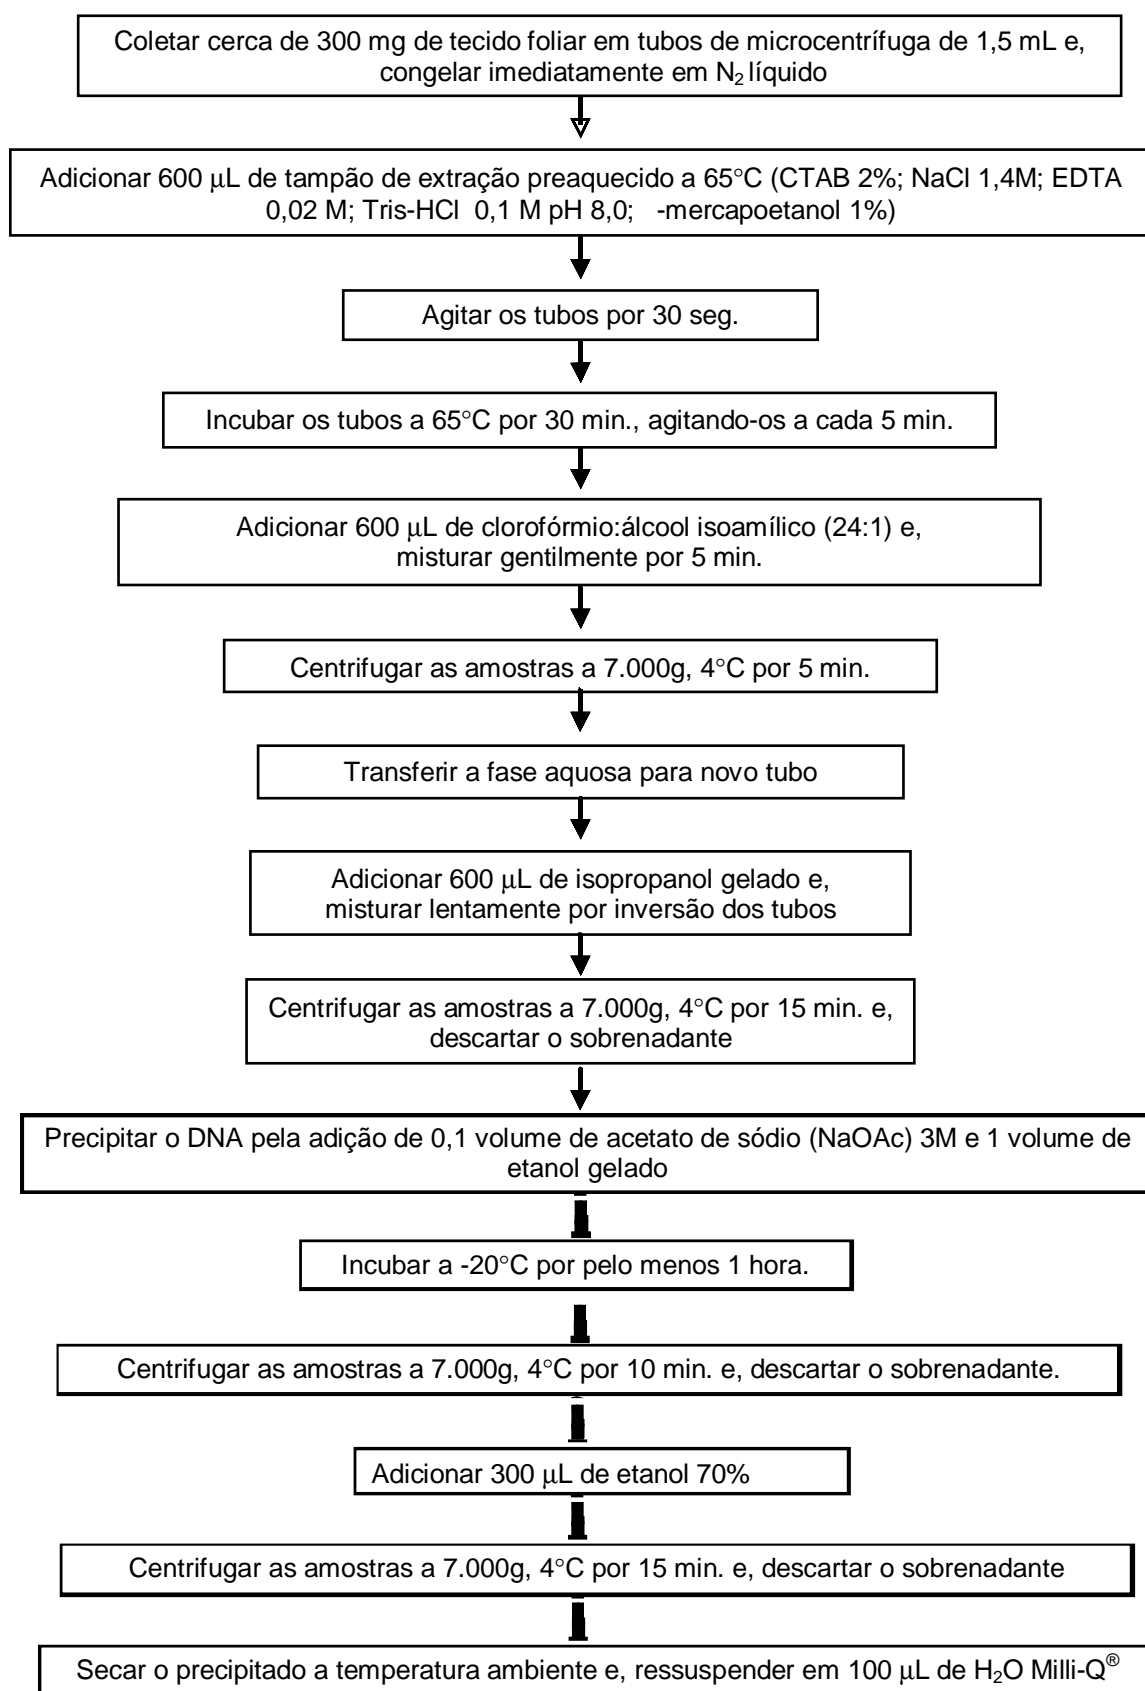 Coletar cerca de 300 mg de tecido foliar em tubos de microcentrífuga de 1,5 mL e,
congelar imediatamente em N₂ líquido
Adicionar 600 μL de tampão de extração preaquecido a 65°C (CTAB 2%; NaCl 1,4M; EDTA
0,02 M; Tris-HCl 0,1 M pH 8,0; -mercapoetanol 1%)
Agitar os tubos por 30 seg.
Incubar os tubos a 65°C por 30 min., agitando-os a cada 5 min.
Adicionar 600 μL de clorofórmio:álcool isoamílico (24:1) e,
misturar gentilmente por 5 min.
Centrifugar as amostras a 7.000g, 4°C por 5 min.
Transferir a fase aquosa para novo tubo
Adicionar 600 μL de isopropanol gelado e,
misturar lentamente por inversão dos tubos
Centrifugar as amostras a 7.000g, 4°C por 15 min. e,
descartar o sobrenadante
Precipitar o DNA pela adição de 0,1 volume de acetato de sódio (NaOAc) 3M e 1 volume de
etanol gelado
Incubar a -20°C por pelo menos 1 hora.
Centrifugar as amostras a 7.000g, 4°C por 10 min. e, descartar o sobrenadante.
Adicionar 300 μL de etanol 70%
Centrifugar as amostras a 7.000g, 4°C por 15 min. e, descartar o sobrenadante
Secar o precipitado a temperatura ambiente e, ressuspender em 100 μL de H₂O Milli-Q®